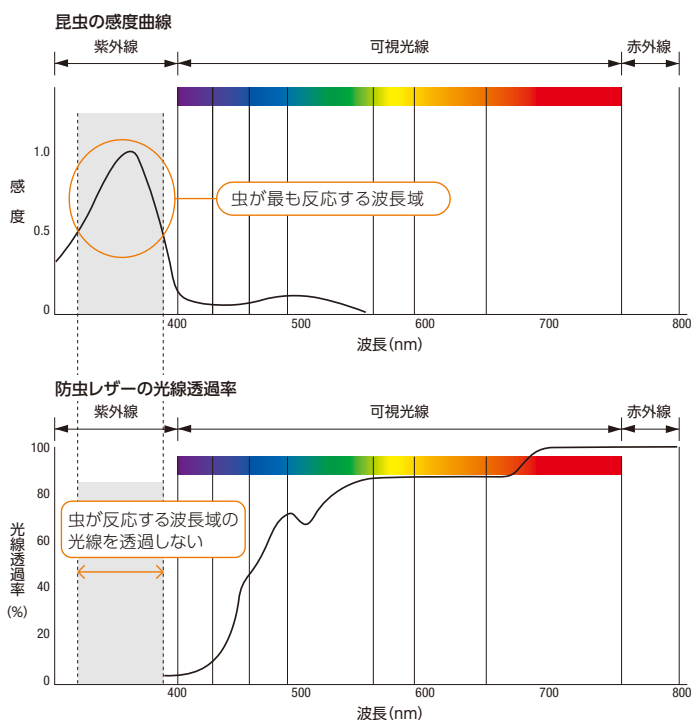 昆虫の感度曲線
紫外線
可視光線
赤外線
1.0
感度
0.5
0
虫が最も反応する波長域
400
500
600
700
800
波長(nm)
防虫レザーの光線透過率
紫外線
可視光線
赤外線
100
80
60
40
20
0
光線透過率
(%)
虫が反応する波長域の
光線を透過しない
400
500
600
700
800
波長(nm)